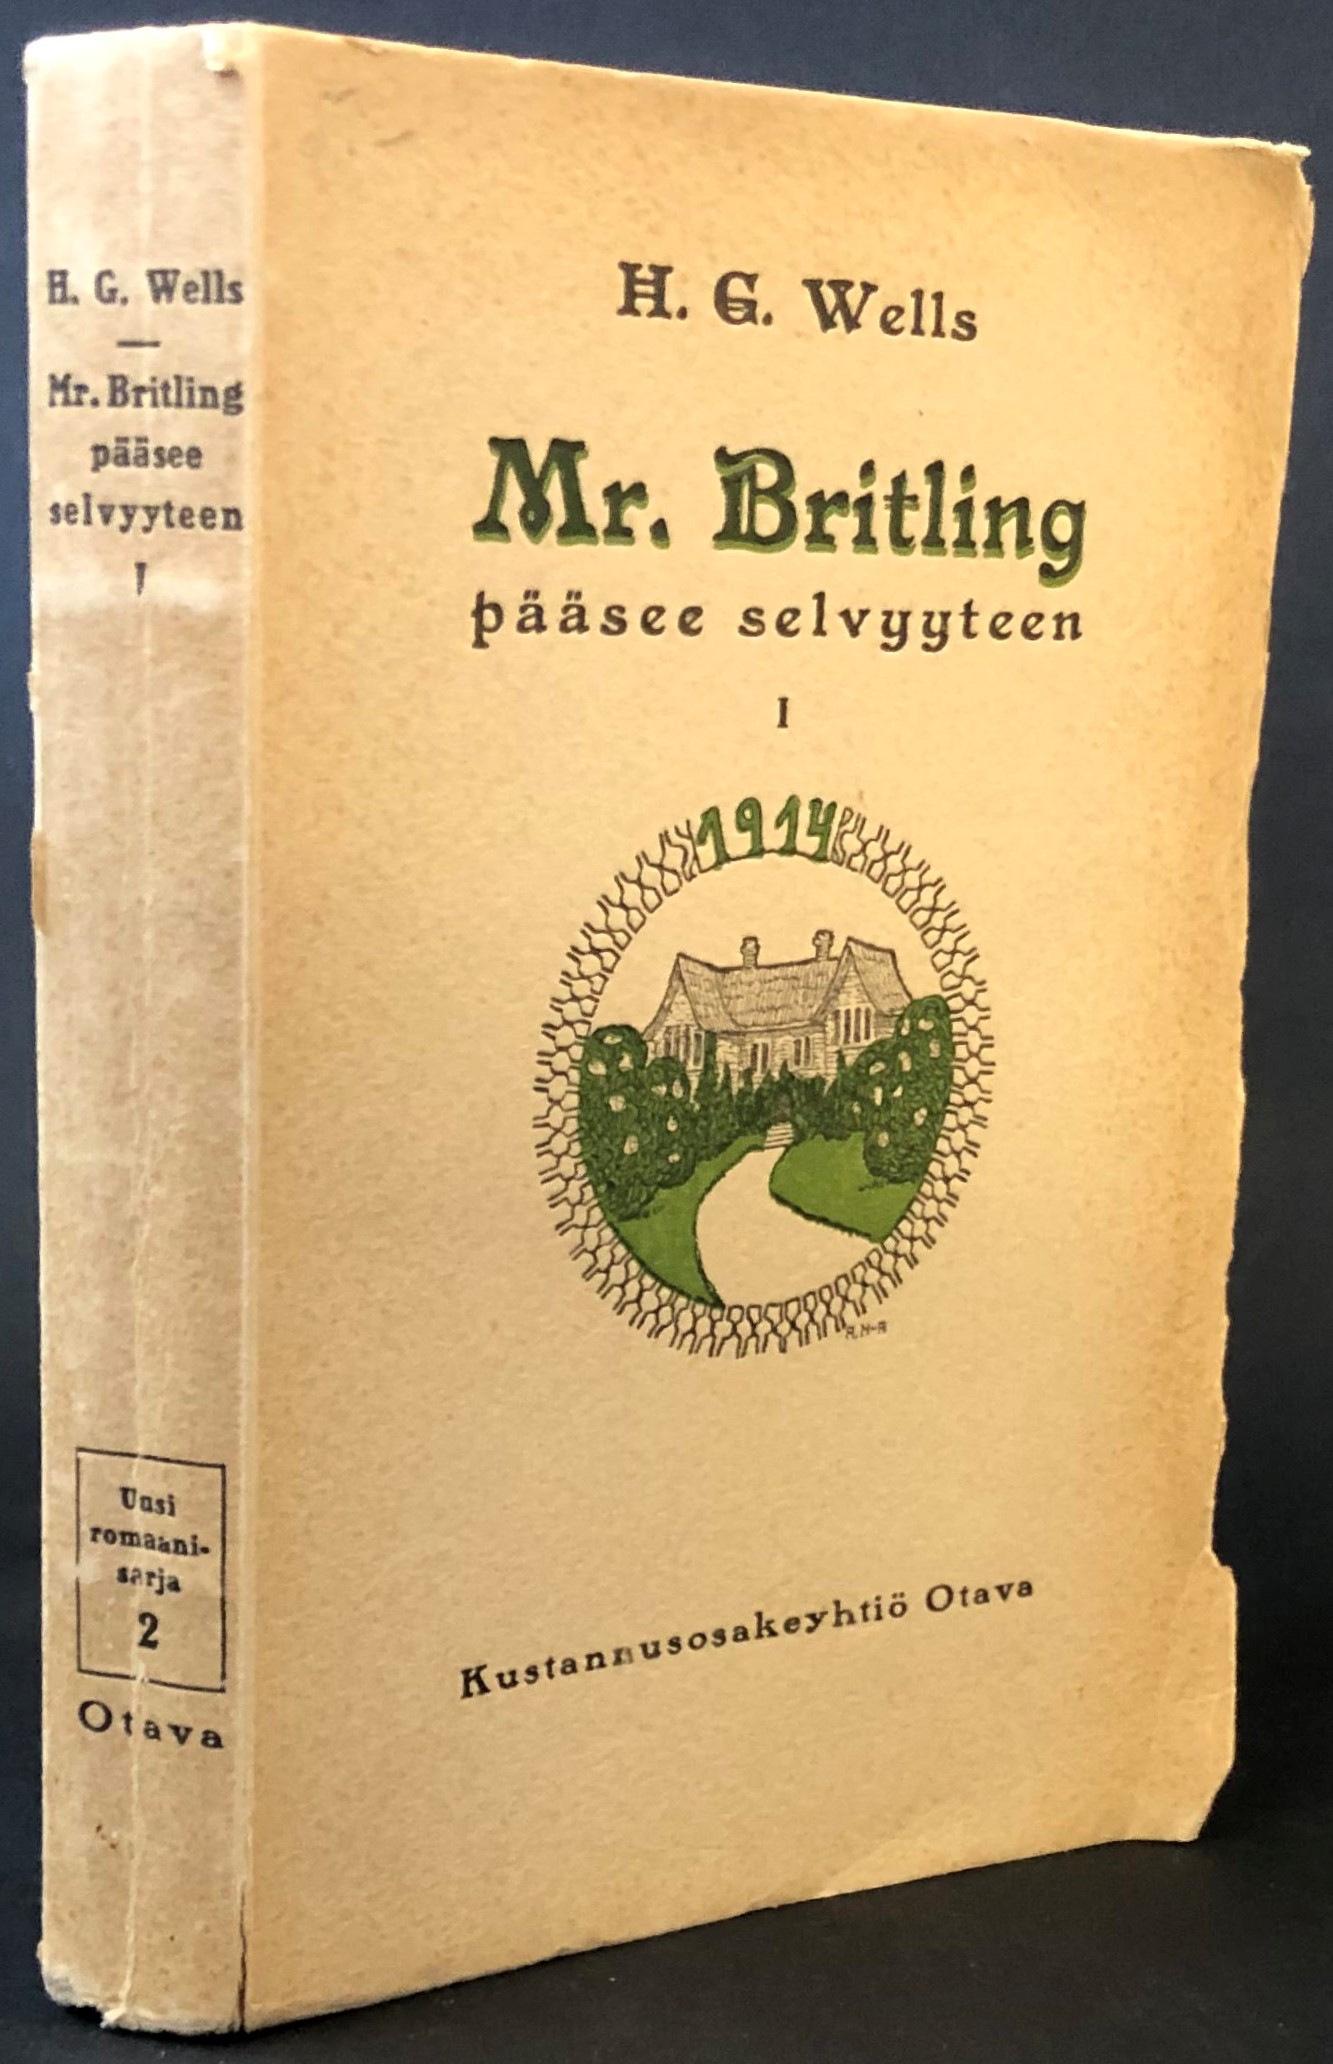 H. G. Wells
Mr. Britling
pääsee
selvyyteen
I
Uusi
romaani-
sarja
2
Otava
H. G. Wells
Mr. Britling
pääsee selvyyteen
I
1914
A.H-A
Kustannusosakeyhtiö Otava